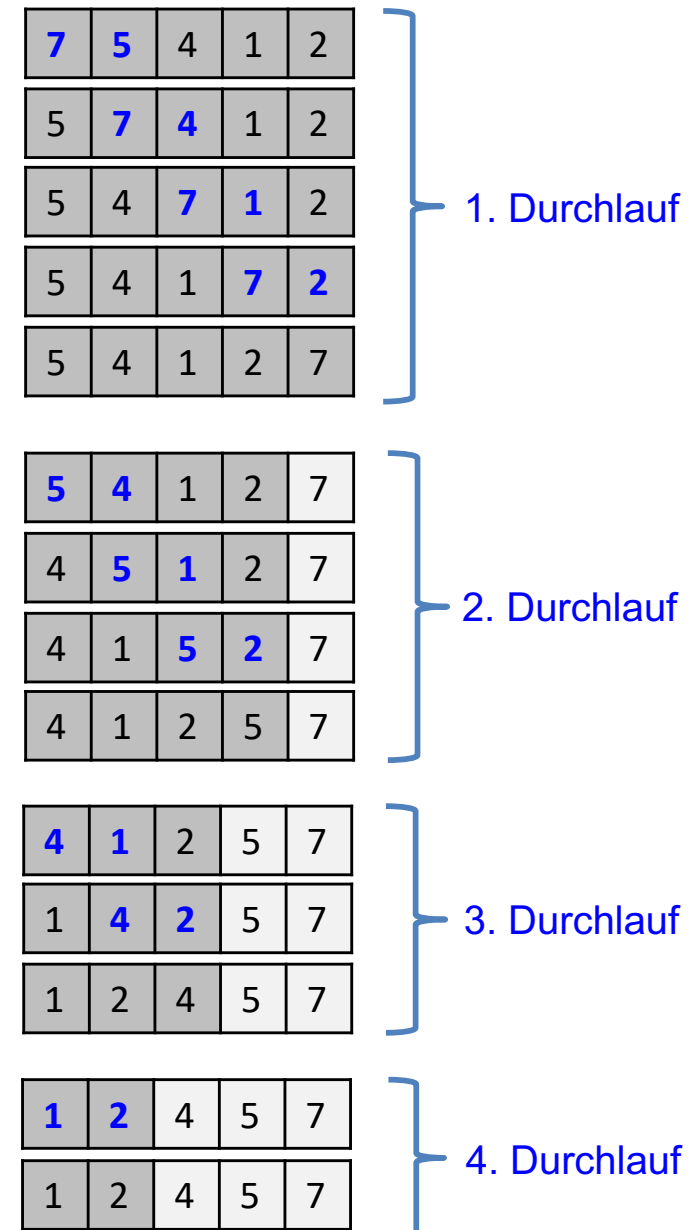 7 5 4 1 2
5 7 4 1 2
5 4 7 1 2
1. Durchlauf
5 4 1 7 2
5 4 1 2 7
5 4 1 2 7
4 5 1 2 7
2. Durchlauf
4 1 5 2 7
4 1 2 5 7
4 1 2 5 7
1 4 2 5 7
3. Durchlauf
1 2 4 5 7
1 2 4 5 7
4. Durchlauf
1 2 4 5 7